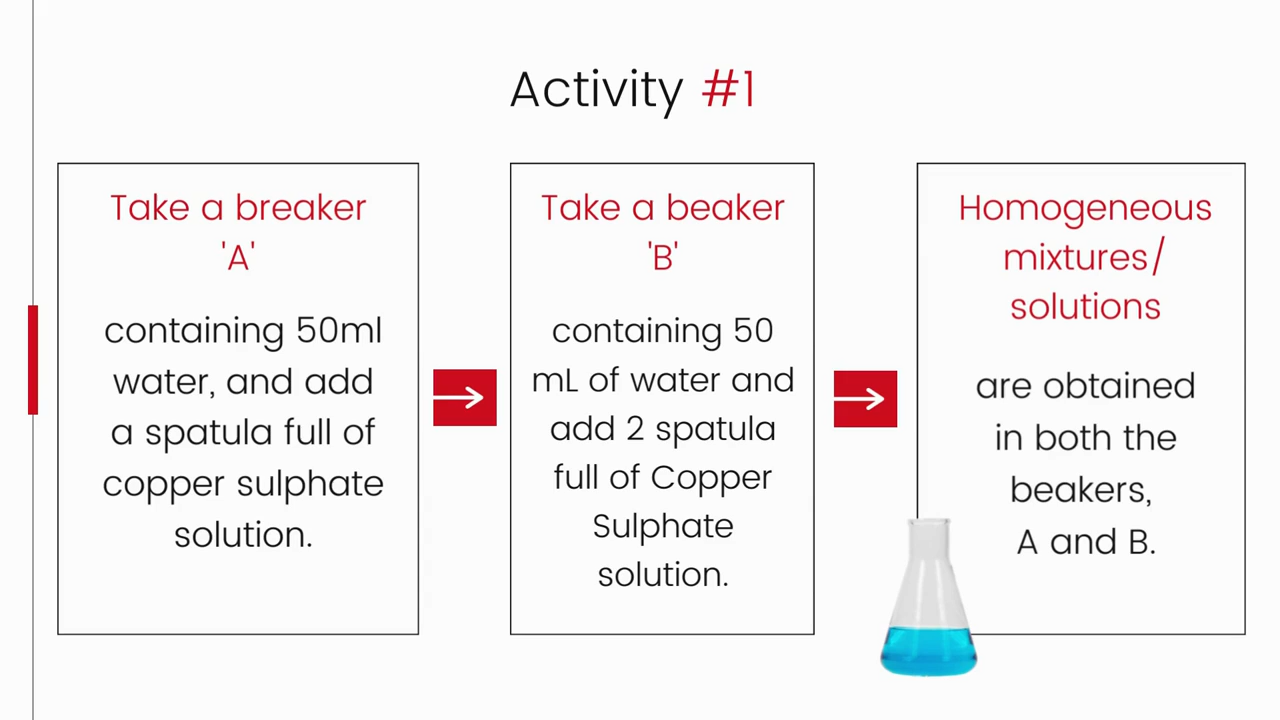 Activity #1
Take a breaker
'A'
containing 50ml
water, and add
a spatula full of
copper sulphate
solution.
Take a beaker
'B'
containing 50
mL of water and
add 2 spatula
full of Copper
Sulphate
solution.
Homogeneous
mixtures/
solutions
are obtained
in both the
beakers,
A and B.